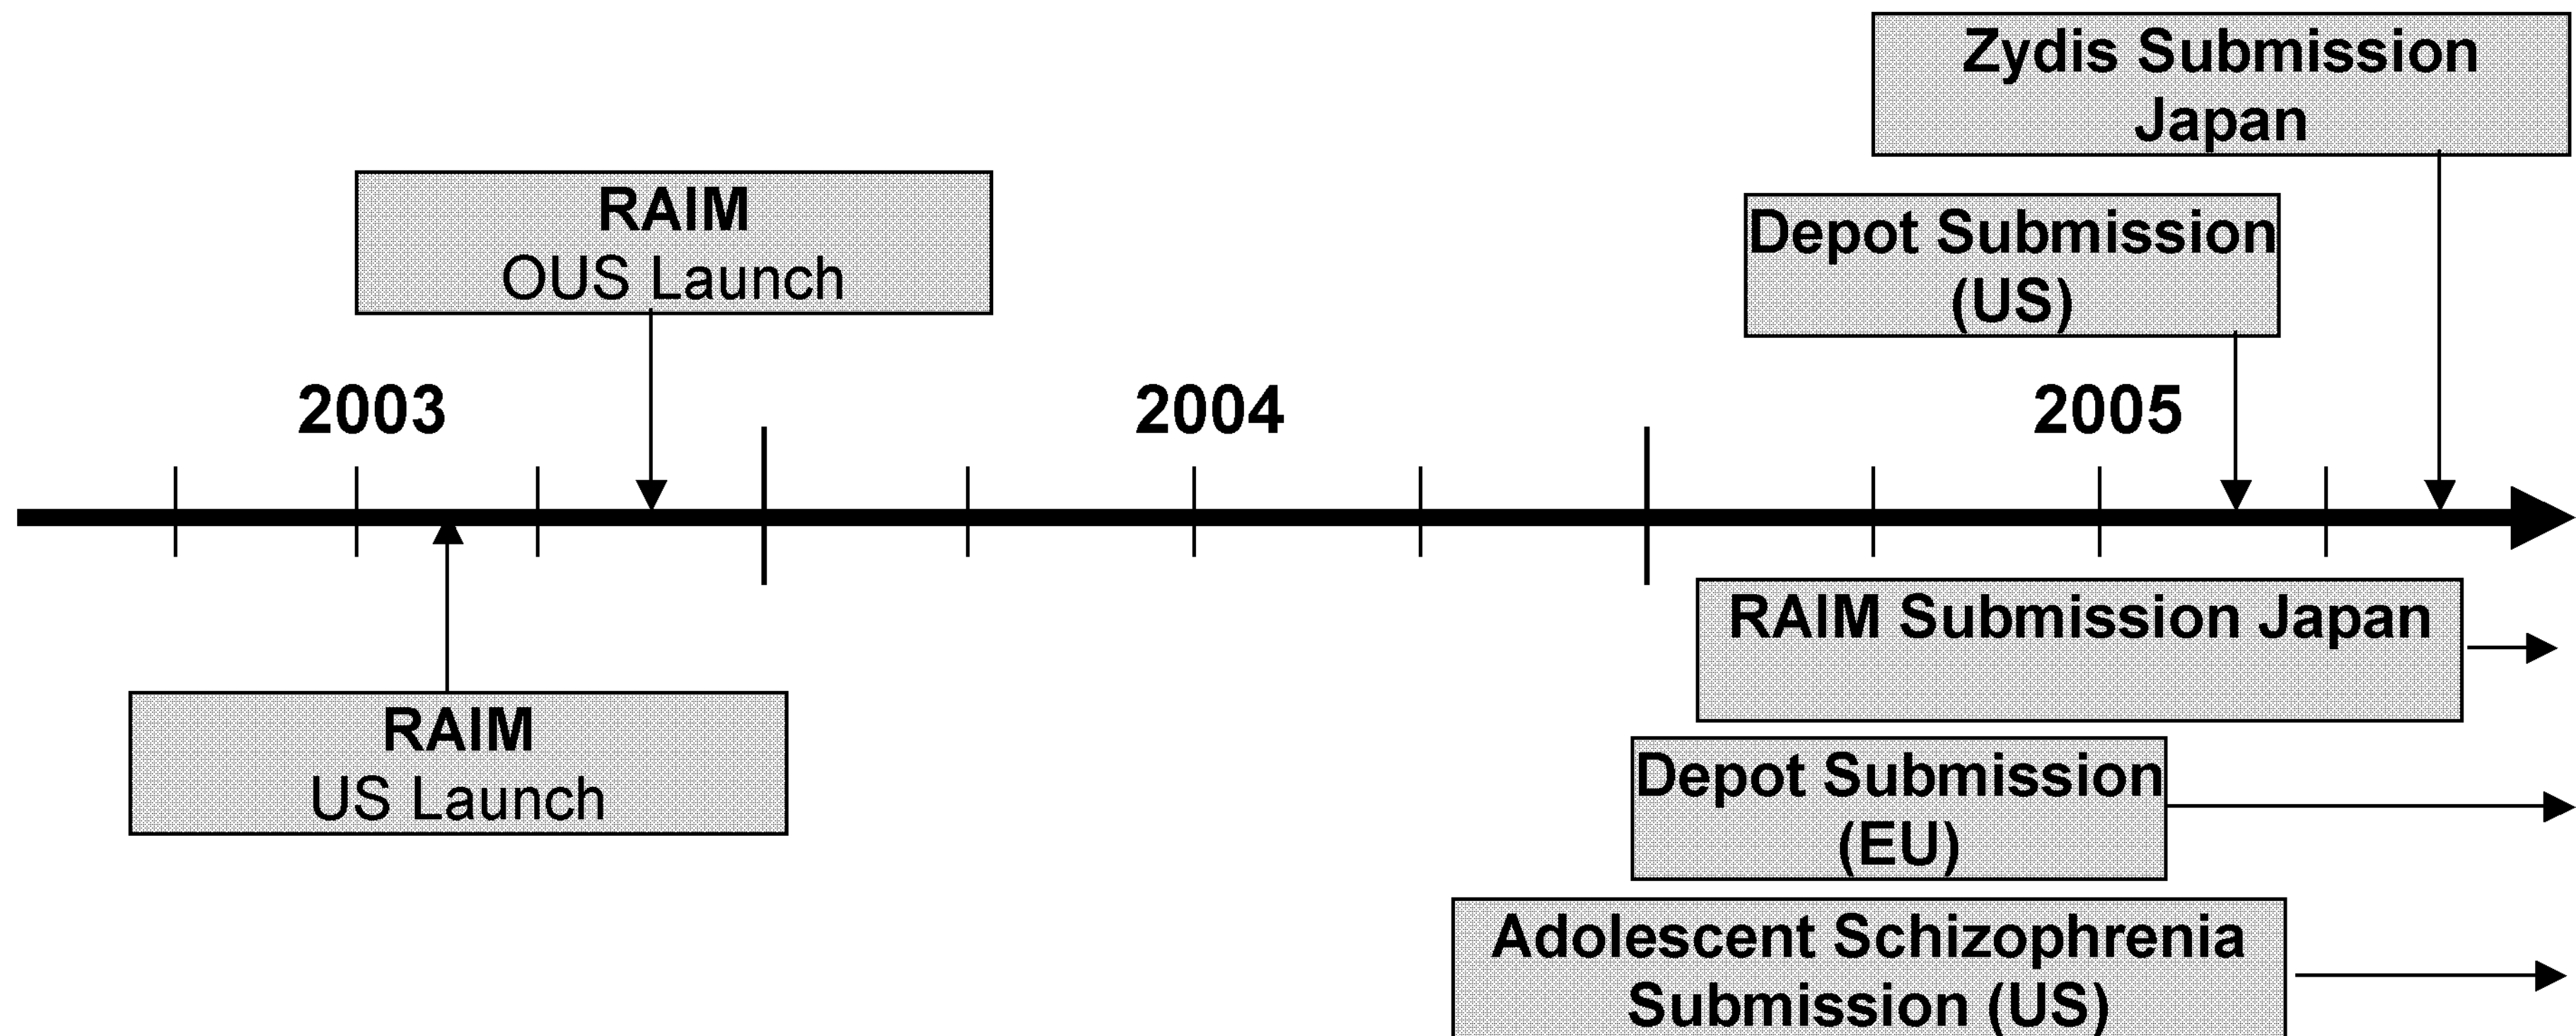 Zydis Submission
Japan
RAIM
OUS Launch
Depot Submission
(US)
2003
2004
2005
RAIM Submission Japan
RAIM
US Launch
Depot Submission
(EU)
Adolescent Schizophrenia
Submission (US)